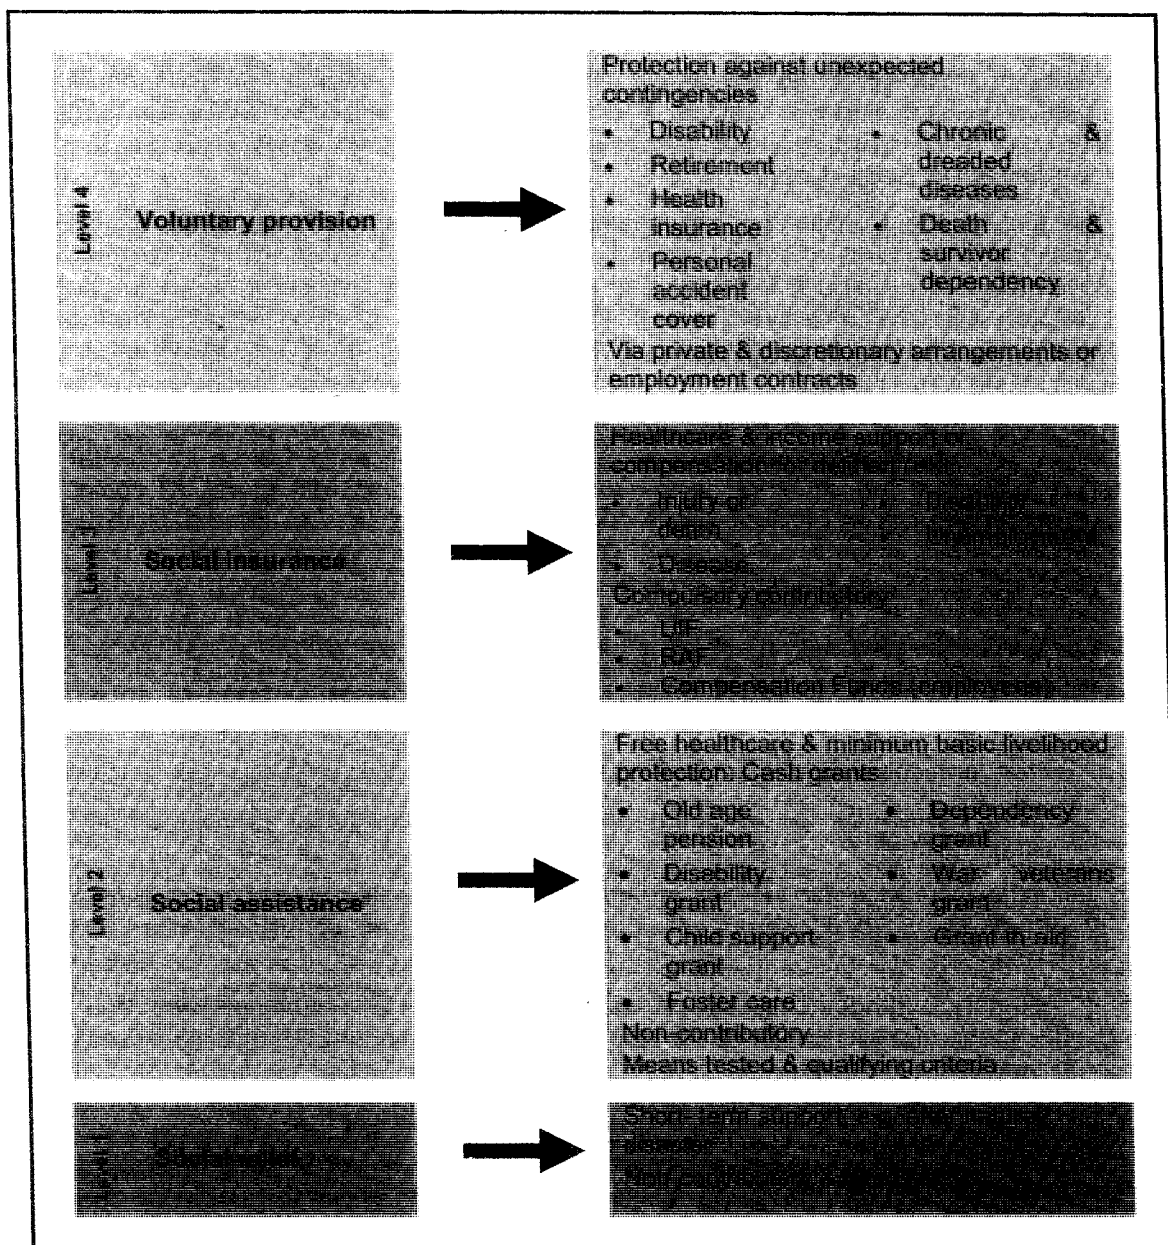 Level 4
Voluntary provision
Protection against unexpected
contingencies
• Disability
• Retirement
• Health
insurance
• Personal
accident
cover
• Chronic &
dreaded
diseases
• Death &
survivor
dependency
Via private & discretionary arrangements or
employment contracts
Level 3
Social insurance
Healthcare & income support or
• Injury or
death
• Disease
Compulsory contributory
• UIF
• RAF
• Compensation Funds (employees)
Level 2
Social assistance
Free healthcare & minimum basic livelihood
protection: Cash grants
• Old age
pension
• Disability
grant
• Child support
grant
• Foster care
• Dependency
grant
• War veterans
grant
• Grant in aid
Non-contributory
Means tested & qualifying criteria
Short-term support